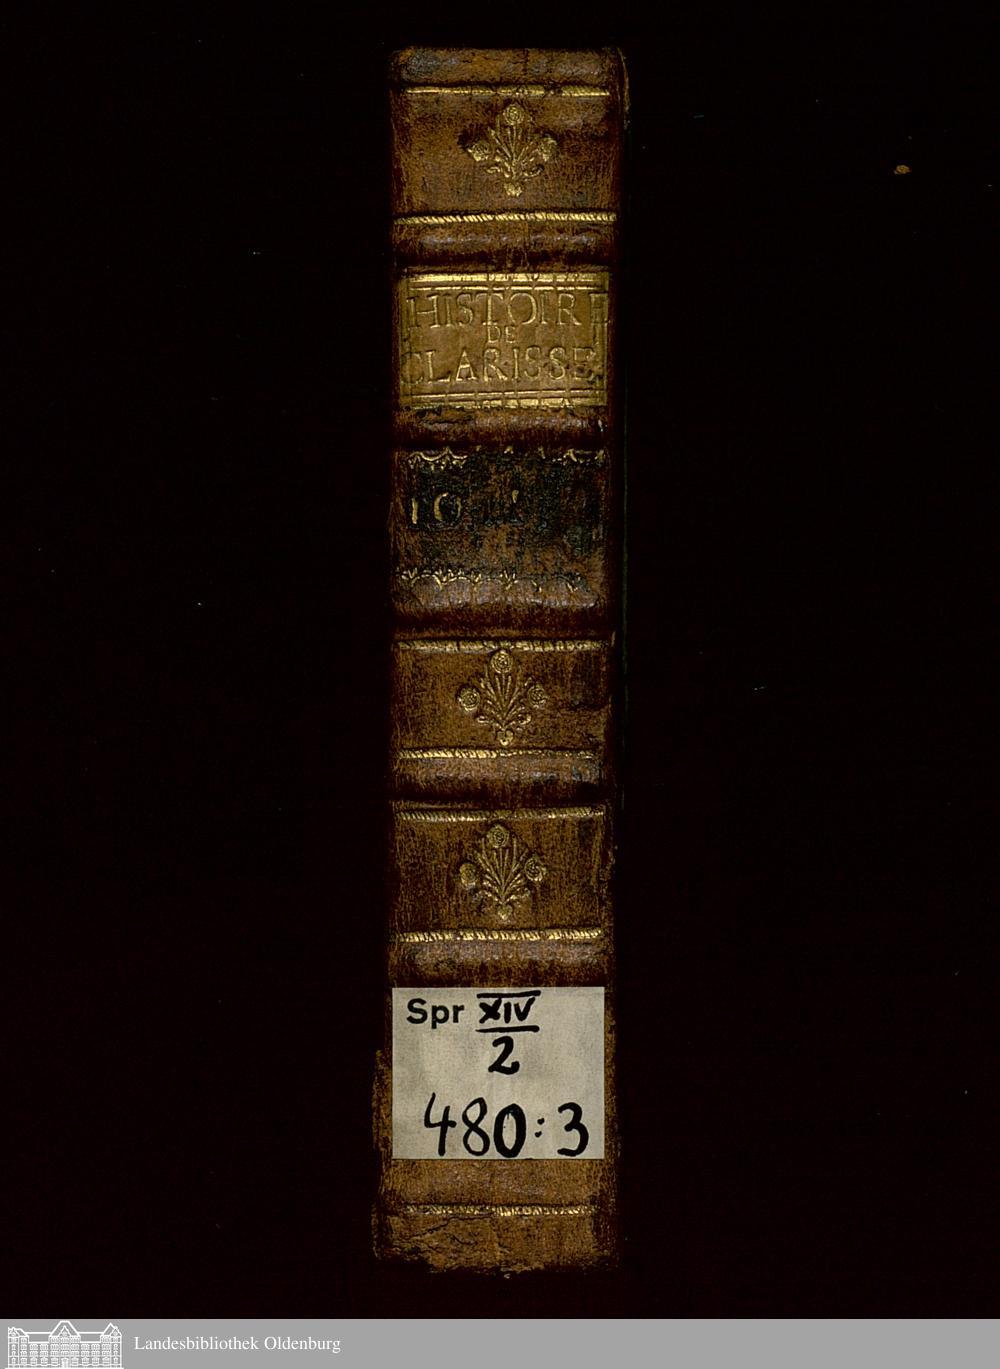 HISTOIRE
DE
CLARISSE.
Spr XIV
2
480:3
Landesbibliothek Oldenburg